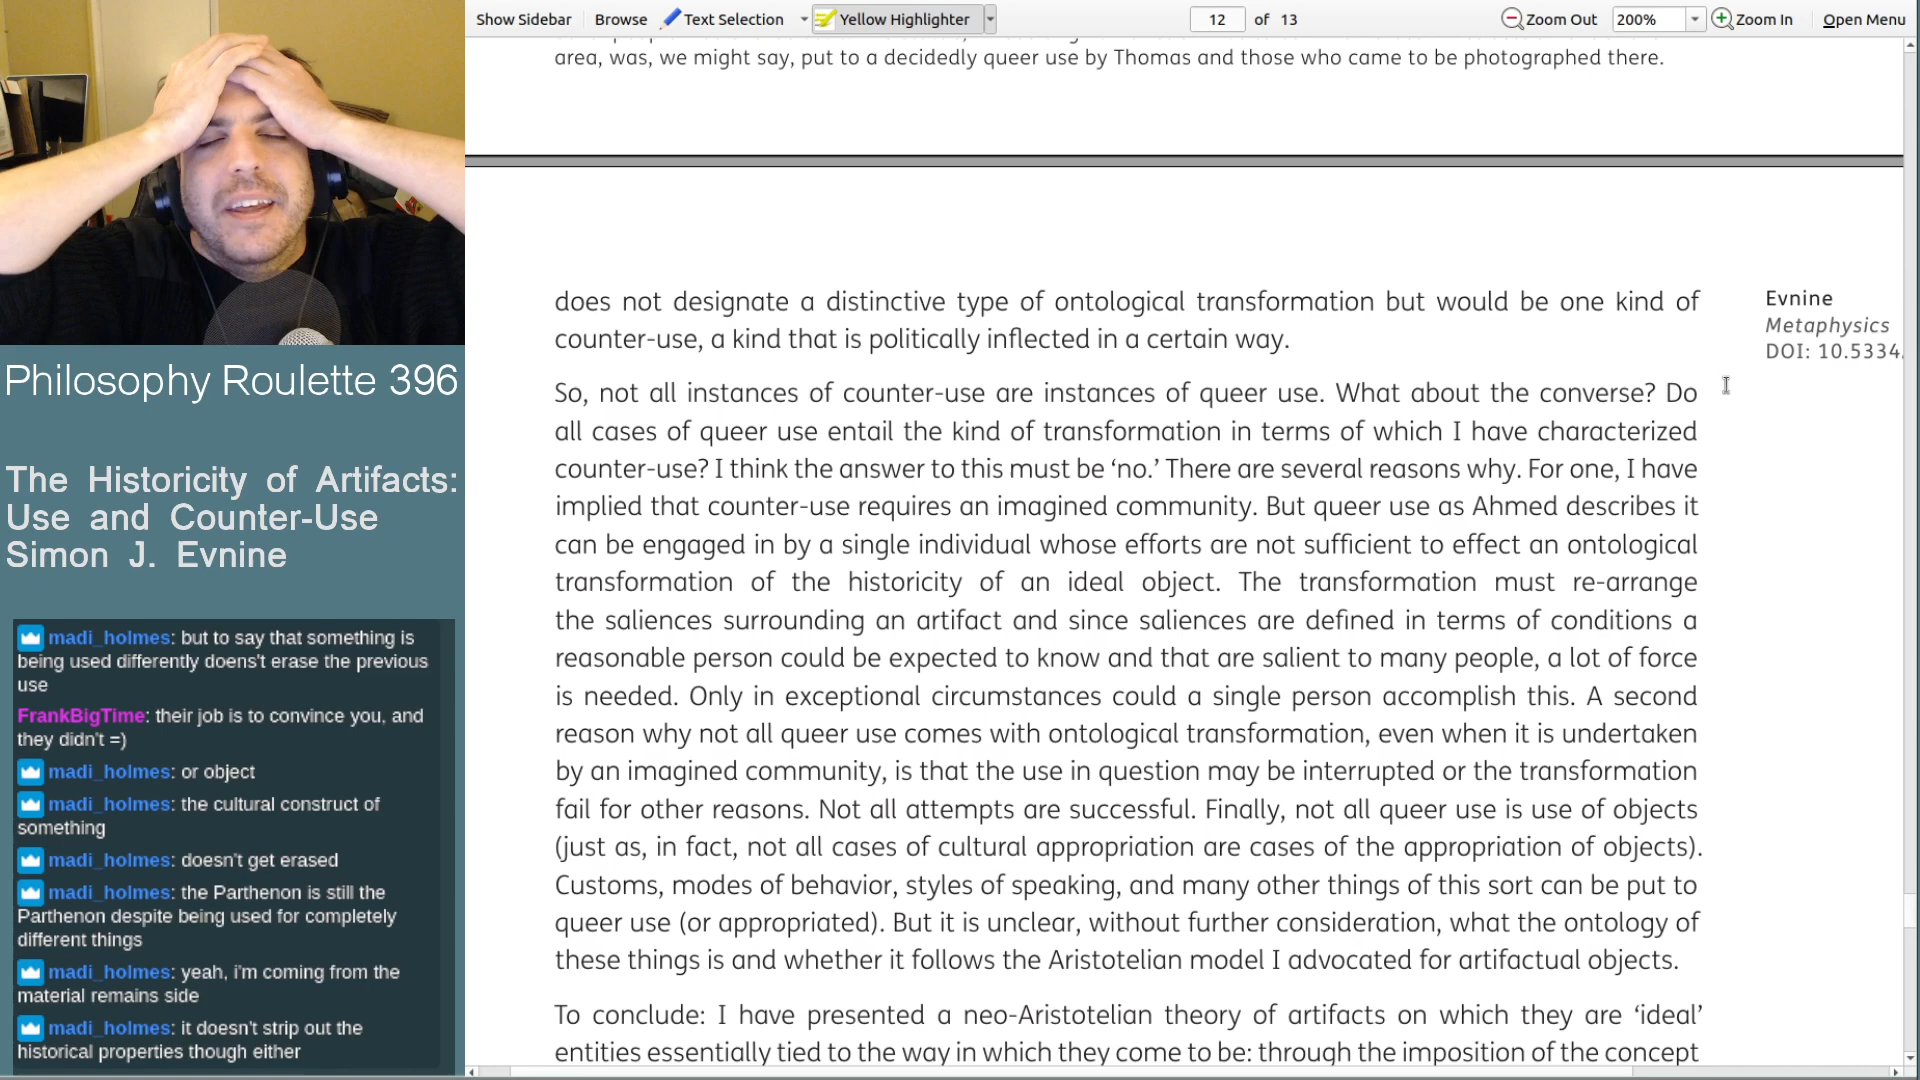 Show Sidebar Browse Text Selection Yellow Highlighter 12 of 13 Zoom Out 200% Zoom In Open Menu
area, was, we might say, put to a decidedly queer use by Thomas and those who came to be photographed there.
does not designate a distinctive type of ontological transformation but would be one kind of
counter-use, a kind that is politically inflected in a certain way.
Evnine
Metaphysics
DOI: 10.5334
So, not all instances of counter-use are instances of queer use. What about the converse? Do
all cases of queer use entail the kind of transformation in terms of which I have characterized
counter-use? I think the answer to this must be ‘no.’ There are several reasons why. For one, I have
implied that counter-use requires an imagined community. But queer use as Ahmed describes it
can be engaged in by a single individual whose efforts are not sufficient to effect an ontological
transformation of the historicity of an ideal object. The transformation must re-arrange
the saliences surrounding an artifact and since saliences are defined in terms of conditions a
reasonable person could be expected to know and that are salient to many people, a lot of force
is needed. Only in exceptional circumstances could a single person accomplish this. A second
reason why not all queer use comes with ontological transformation, even when it is undertaken
by an imagined community, is that the use in question may be interrupted or the transformation
fail for other reasons. Not all attempts are successful. Finally, not all queer use is use of objects
(just as, in fact, not all cases of cultural appropriation are cases of the appropriation of objects).
Customs, modes of behavior, styles of speaking, and many other things of this sort can be put to
queer use (or appropriated). But it is unclear, without further consideration, what the ontology of
these things is and whether it follows the Aristotelian model I advocated for artifactual objects.
To conclude: I have presented a neo-Aristotelian theory of artifacts on which they are ‘ideal’
entities essentially tied to the way in which they come to be: through the imposition of the concept
Philosophy Roulette 396
The Historicity of Artifacts:
Use and Counter-Use
Simon J. Evnine
madi_holmes: but to say that something is
being used differently doens't erase the previous
use
FrankBigTime: their job is to convince you, and
they didn't =)
madi_holmes: or object
madi_holmes: the cultural construct of
something
madi_holmes: doesn't get erased
madi_holmes: the Parthenon is still the
Parthenon despite being used for completely
different things
madi_holmes: yeah, i'm coming from the
material remains side
madi_holmes: it doesn't strip out the
historical properties though either